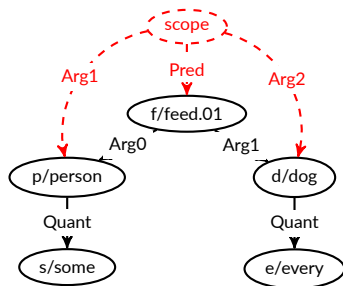 scope
Arg1 Pred Arg2
f/feed.01
Arg0 Arg1
p/person d/dog
Quant Quant
s/some e/every